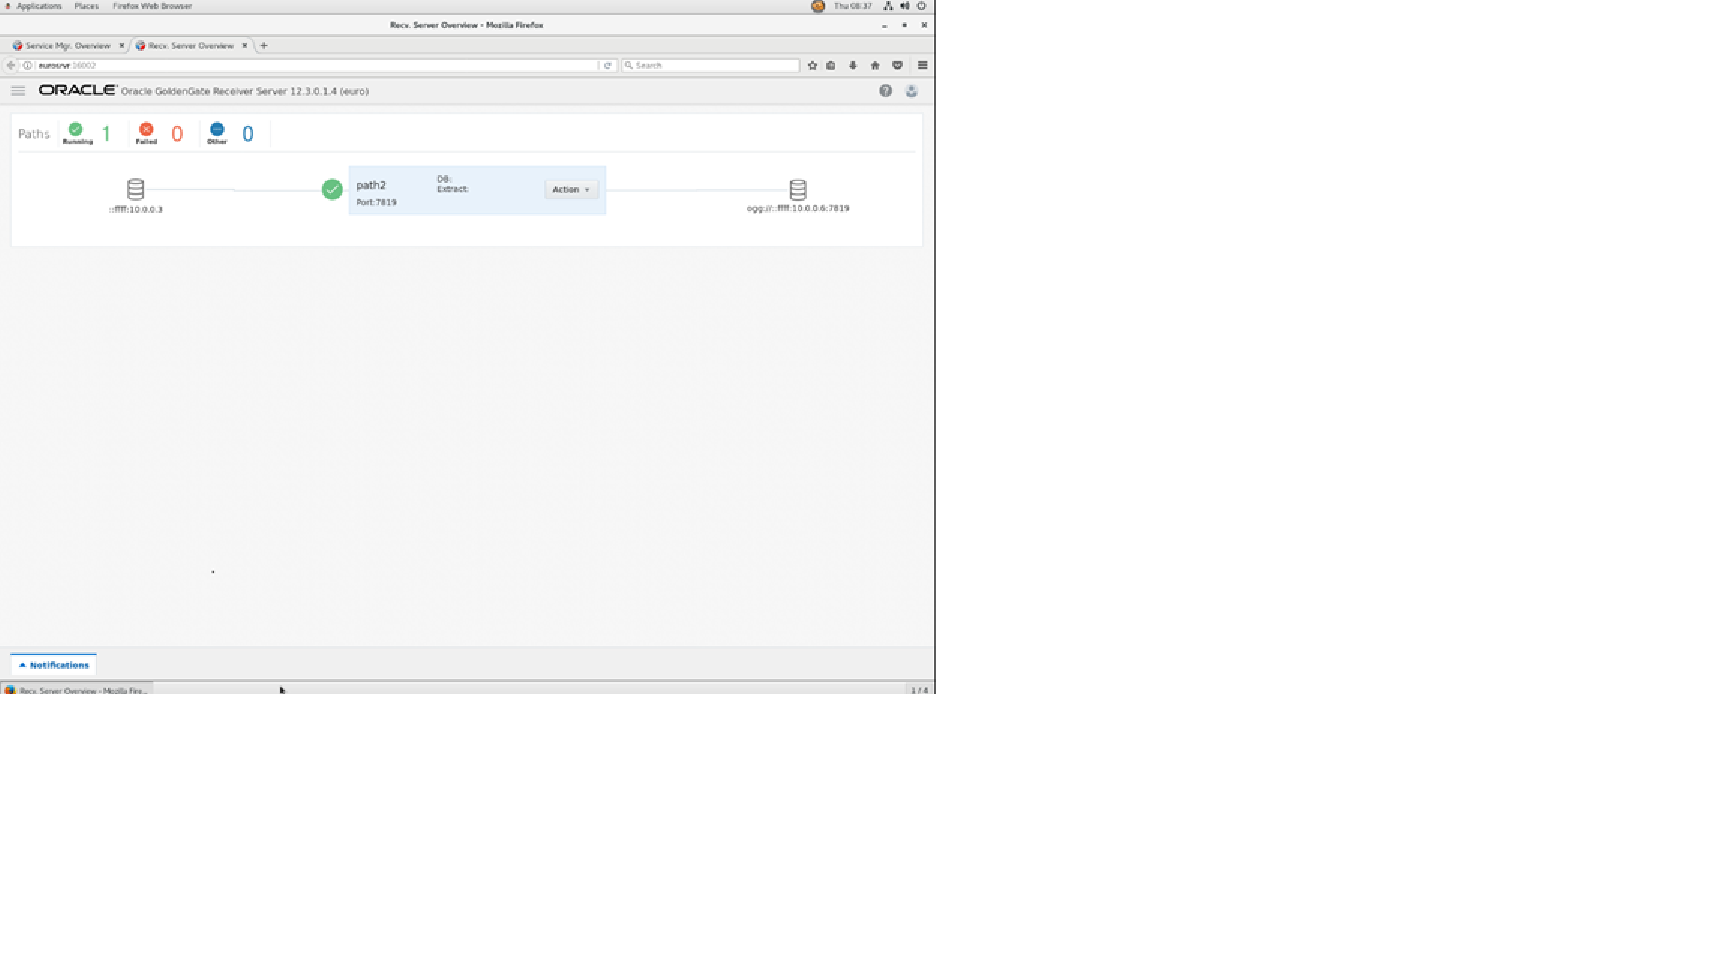 Applications Places Firefox Web Browser Thu 08:37
Recv. Server Overview - Mozilla Firefox
Service Mgr. Overview Recv. Server Overview
eurosrvr:16002 Search
ORACLE Oracle GoldenGate Receiver Server 12.3.0.1.4 (euro)
Paths Running 1 Failed 0 Other 0
path2 DB:
Extract: Action
Port:7819
::ffff:10.0.0.3 ogg://::ffff:10.0.0.6:7819
Notifications
Recv. Server Overview - Mozilla Fire... 1 / 4